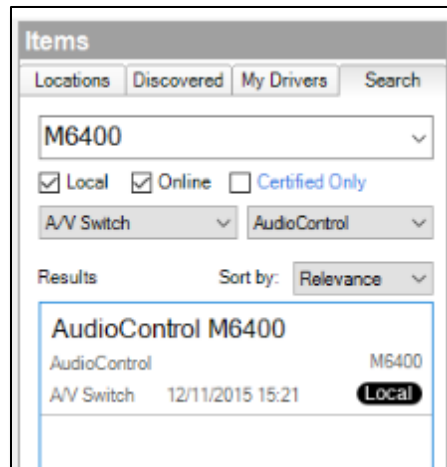 Items
Locations Discovered My Drivers Search
M6400
Local Online Certified Only
A/V Switch AudioControl
Results Sort by: Relevance
AudioControl M6400
AudioControl M6400
A/V Switch 12/11/2015 15:21 Local